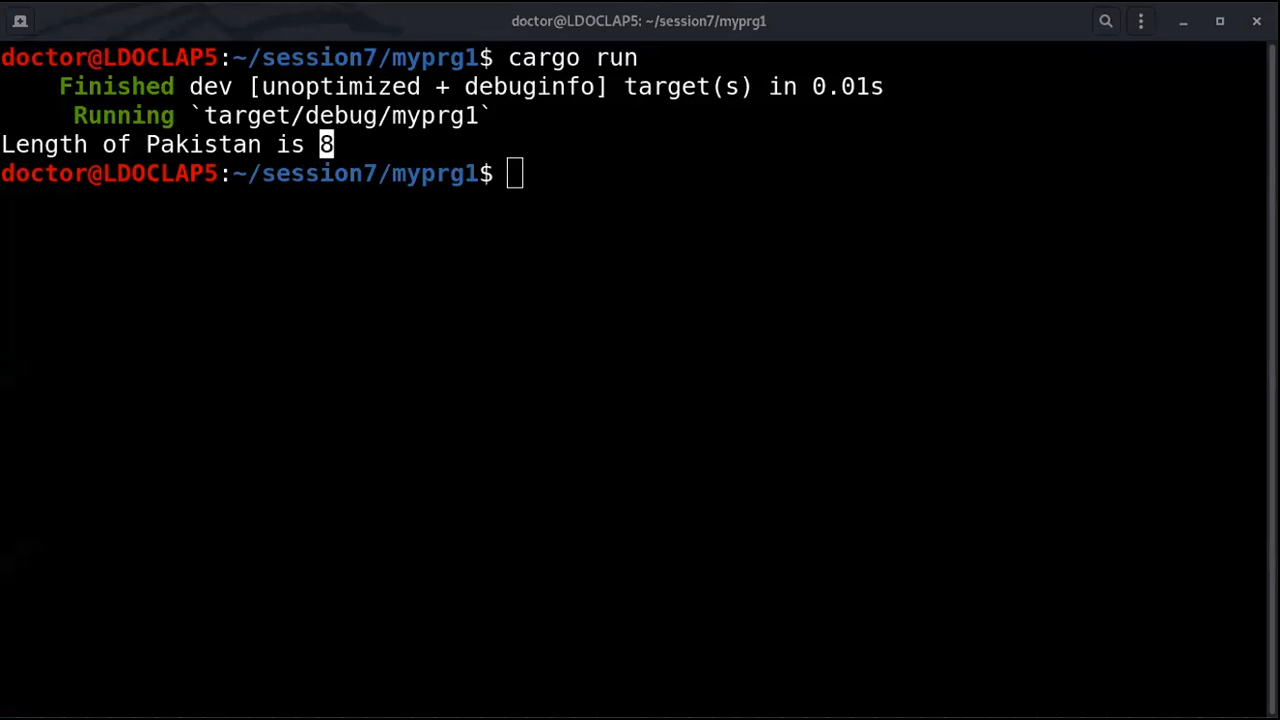 doctor@LDOCLAP5: ~/session7/myprg1
doctor@LDOCLAP5:~/session7/myprg1$ cargo run
    Finished dev [unoptimized + debuginfo] target(s) in 0.01s
     Running `target/debug/myprg1`
Length of Pakistan is 8
doctor@LDOCLAP5:~/session7/myprg1$